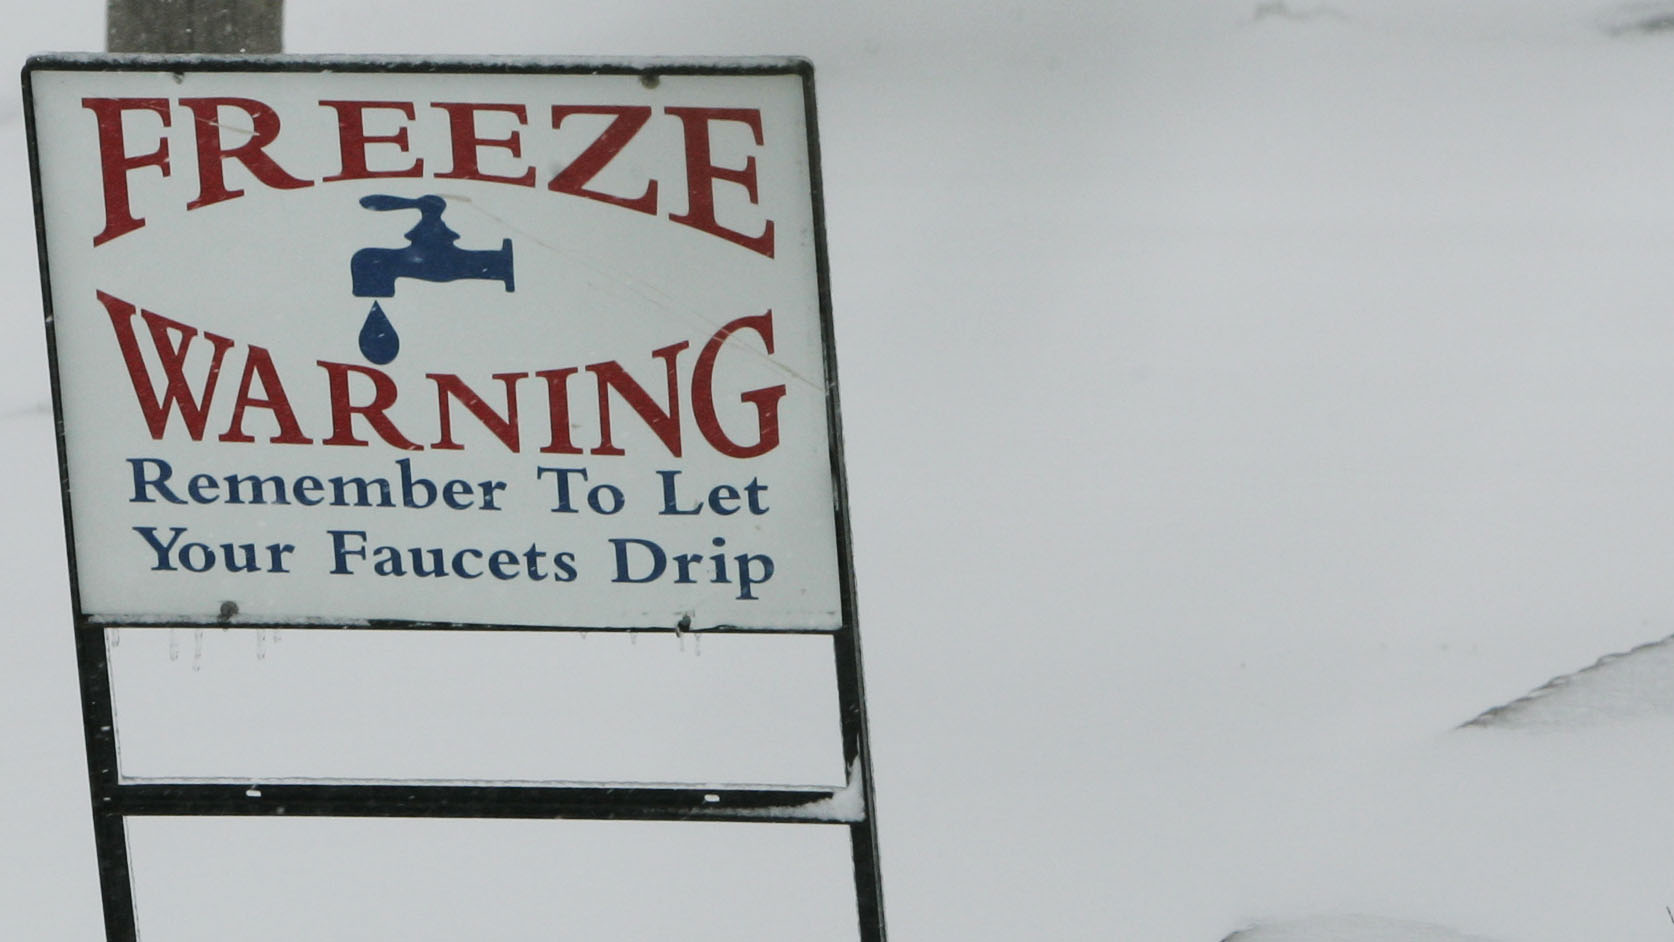 FREEZE
WARNING
Remember To Let
Your Faucets Drip